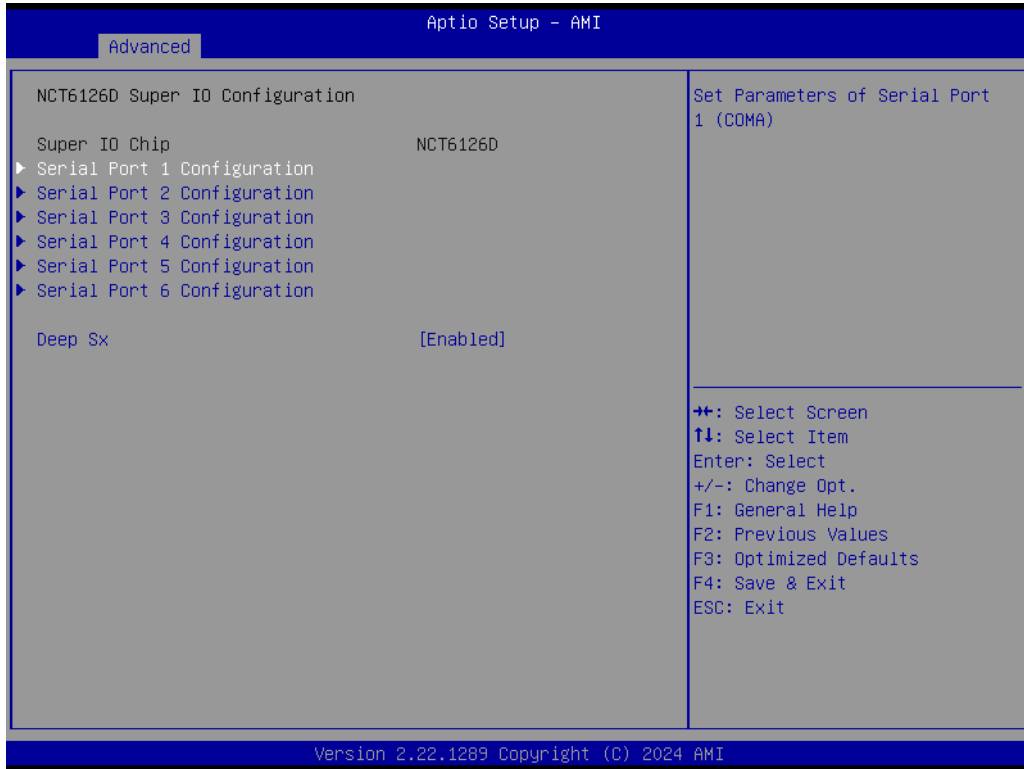 Aptio Setup - AMI
Advanced
NCT6126D Super IO Configuration
Super IO Chip NCT6126D
Serial Port 1 Configuration
Serial Port 2 Configuration
Serial Port 3 Configuration
Serial Port 4 Configuration
Serial Port 5 Configuration
Serial Port 6 Configuration
Deep Sx [Enabled]
Set Parameters of Serial Port
1 (COMA)
→←: Select Screen
↑↓: Select Item
Enter: Select
+/-: Change Opt.
F1: General Help
F2: Previous Values
F3: Optimized Defaults
F4: Save & Exit
ESC: Exit
Version 2.22.1289 Copyright (C) 2024 AMI